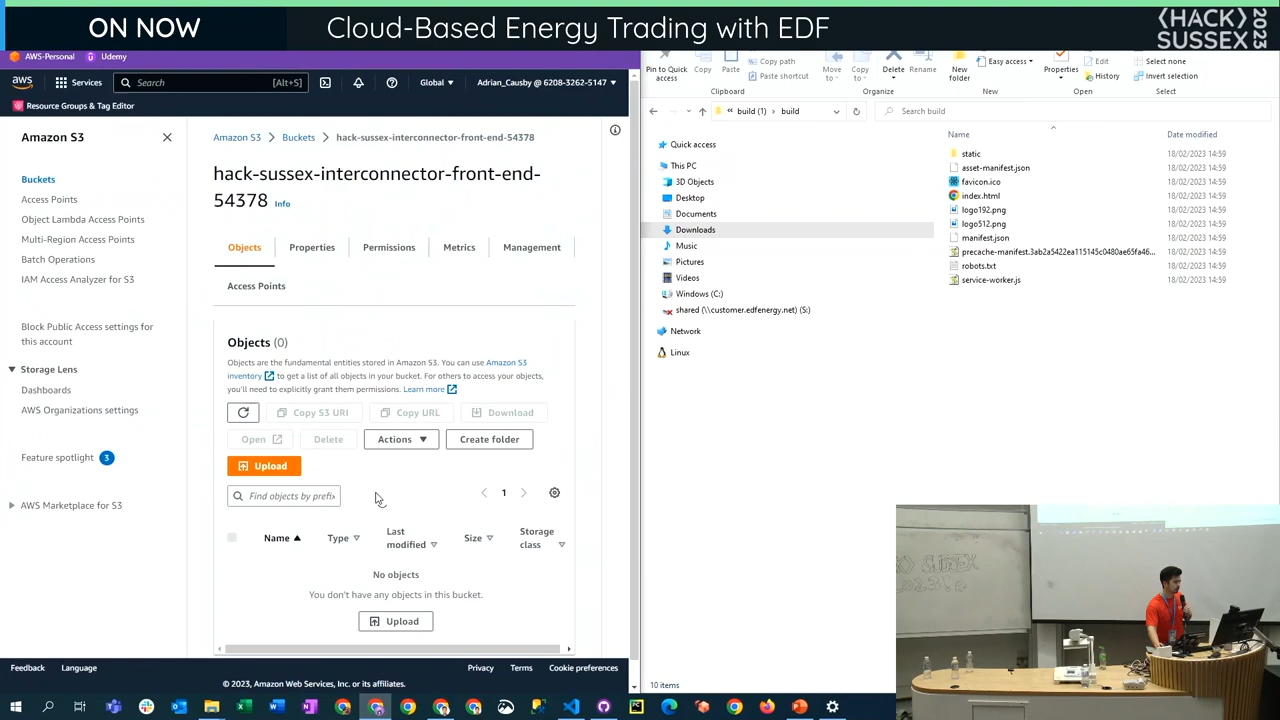 ON NOW
Cloud-Based Energy Trading with EDF
{HACK}
SUSSEX
2023
AWS-Personal
Udemy
aws
Services
Search
[Alt+S]
Global
Adrian_Causby @ 6208-3262-5147
Resource Groups & Tag Editor
Amazon S3
Buckets
Access Points
Object Lambda Access Points
Multi-Region Access Points
Batch Operations
IAM Access Analyzer for S3
Block Public Access settings for
this account
Storage Lens
Dashboards
AWS Organizations settings
Feature spotlight 3
AWS Marketplace for S3
Amazon S3
Buckets
hack-sussex-interconnector-front-end-54378
hack-sussex-interconnector-front-end-
54378 Info
Objects
Properties
Permissions
Metrics
Management
Access Points
Objects (0)
Objects are the fundamental entities stored in Amazon S3. You can use Amazon S3
inventory to get a list of all objects in your bucket. For others to access your objects,
you'll need to explicitly grant them permissions. Learn more
Copy S3 URI
Copy URL
Download
Open
Delete
Actions
Create folder
Upload
Find objects by prefix
1
Name
Type
Last
modified
Size
Storage
class
No objects
You don't have any objects in this bucket.
Upload
Feedback
Language
Privacy
Terms
Cookie preferences
© 2023, Amazon Web Services, Inc. or its affiliates.
Pin to Quick
access
Copy
Paste
Copy path
Paste shortcut
Clipboard
Move
to
Copy
to
Delete
Rename
Organize
New
folder
Easy access
New
Properties
Edit
History
Open
Select none
Invert selection
Select
« build (1) > build
Search build
Quick access
This PC
3D Objects
Desktop
Documents
Downloads
Music
Pictures
Videos
Windows (C:)
shared (\\customer.edfenergy.net) (S:)
Network
Linux
Name
Date modified
static
18/02/2023 14:59
asset-manifest.json
18/02/2023 14:59
favicon.ico
18/02/2023 14:59
index.html
18/02/2023 14:59
logo192.png
18/02/2023 14:59
logo512.png
18/02/2023 14:59
manifest.json
18/02/2023 14:59
precache-manifest.3ab2a5422ea115145c0480ae65fa46...
18/02/2023 14:59
robots.txt
18/02/2023 14:59
service-worker.js
18/02/2023 14:59
10 items
SUSSEX